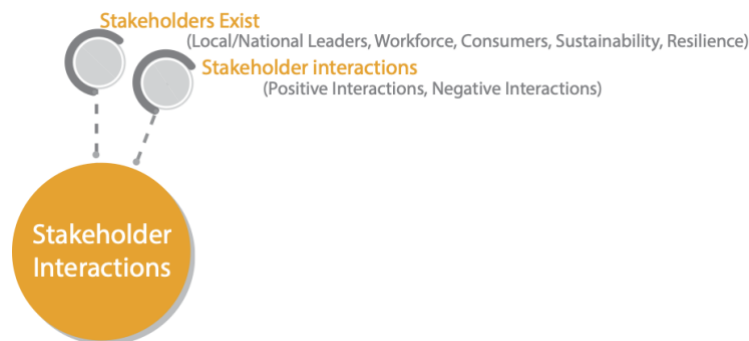 Stakeholders Exist
(Local/National Leaders, Workforce, Consumers, Sustainability, Resilience)
Stakeholder interactions
(Positive Interactions, Negative Interactions)
Stakeholder
Interactions